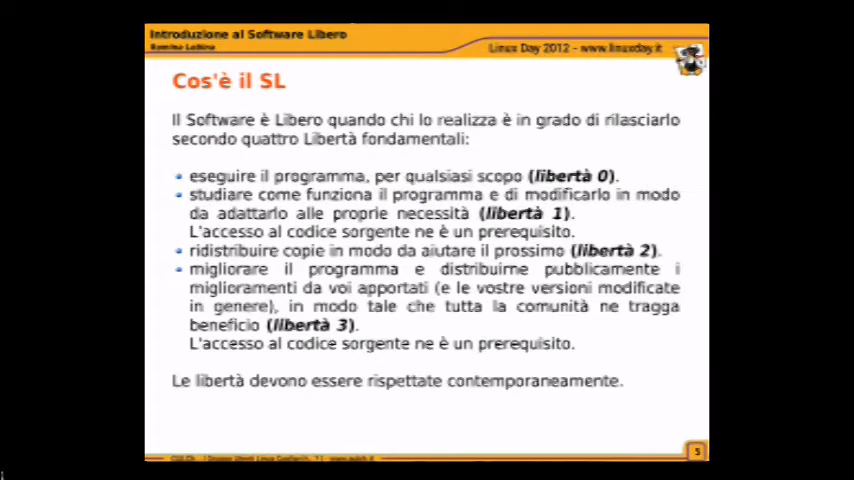 Introduzione al Software Libero
Linux Day 2012 - www.linuxday.it
Cos'è il SL
Il Software è Libero quando chi lo realizza è in grado di rilasciarlo
secondo quattro Libertà fondamentali:
eseguire il programma, per qualsiasi scopo (libertà 0).
studiare come funziona il programma e di modificarlo in modo
da adattarlo alle proprie necessità (libertà 1).
L'accesso al codice sorgente ne è un prerequisito.
ridistribuire copie in modo da aiutare il prossimo (libertà 2).
migliorare il programma e distribuirne pubblicamente i
miglioramenti da voi apportati (e le vostre versioni modificate
in genere), in modo tale che tutta la comunità ne tragga
beneficio (libertà 3).
L'accesso al codice sorgente ne è un prerequisito.
Le libertà devono essere rispettate contemporaneamente.
5